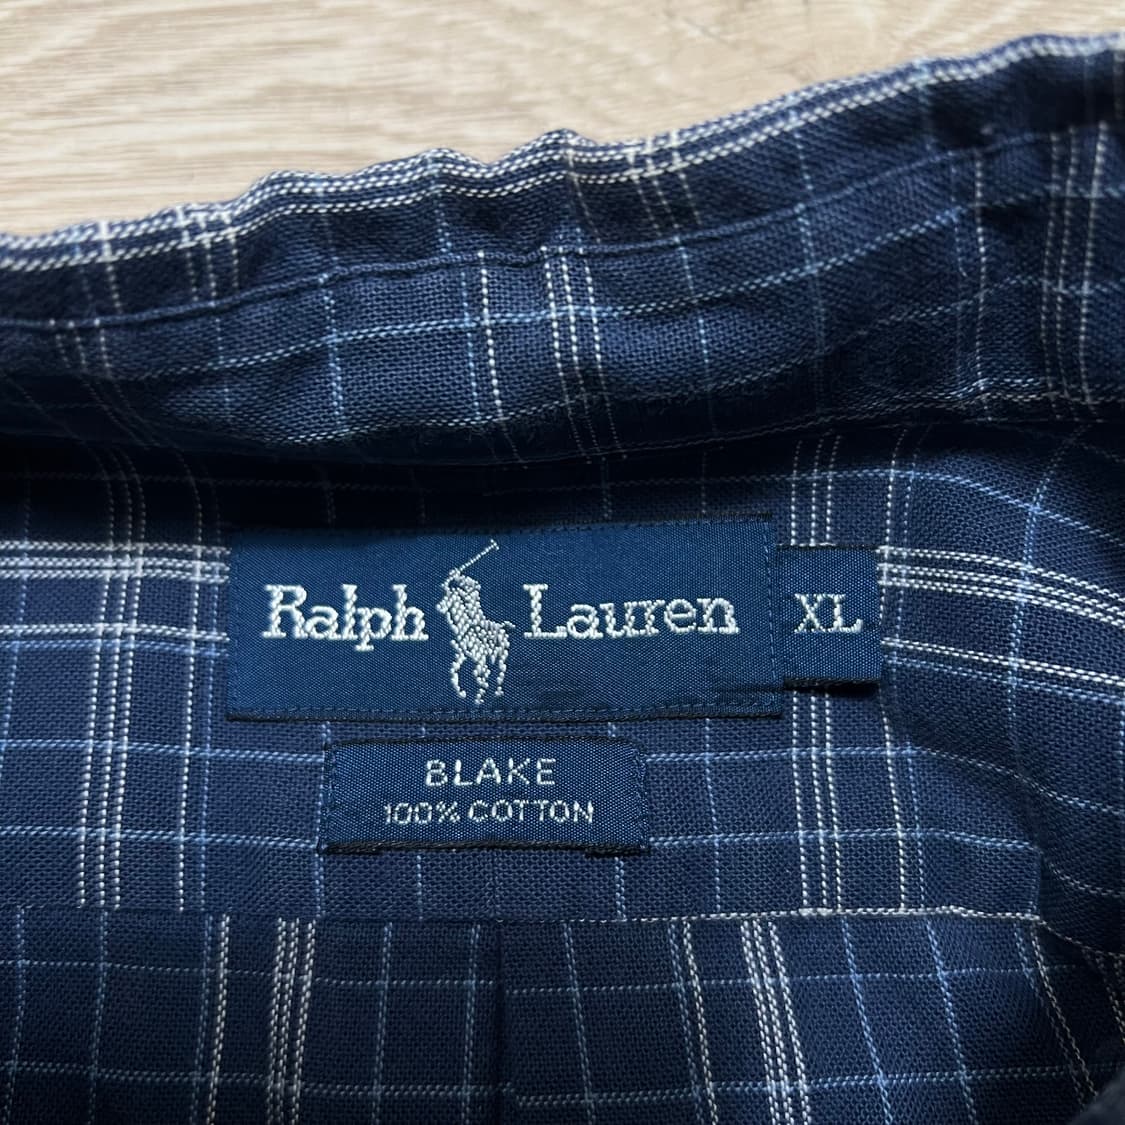 Ralph Lauren XL
BLAKE
100% COTTON